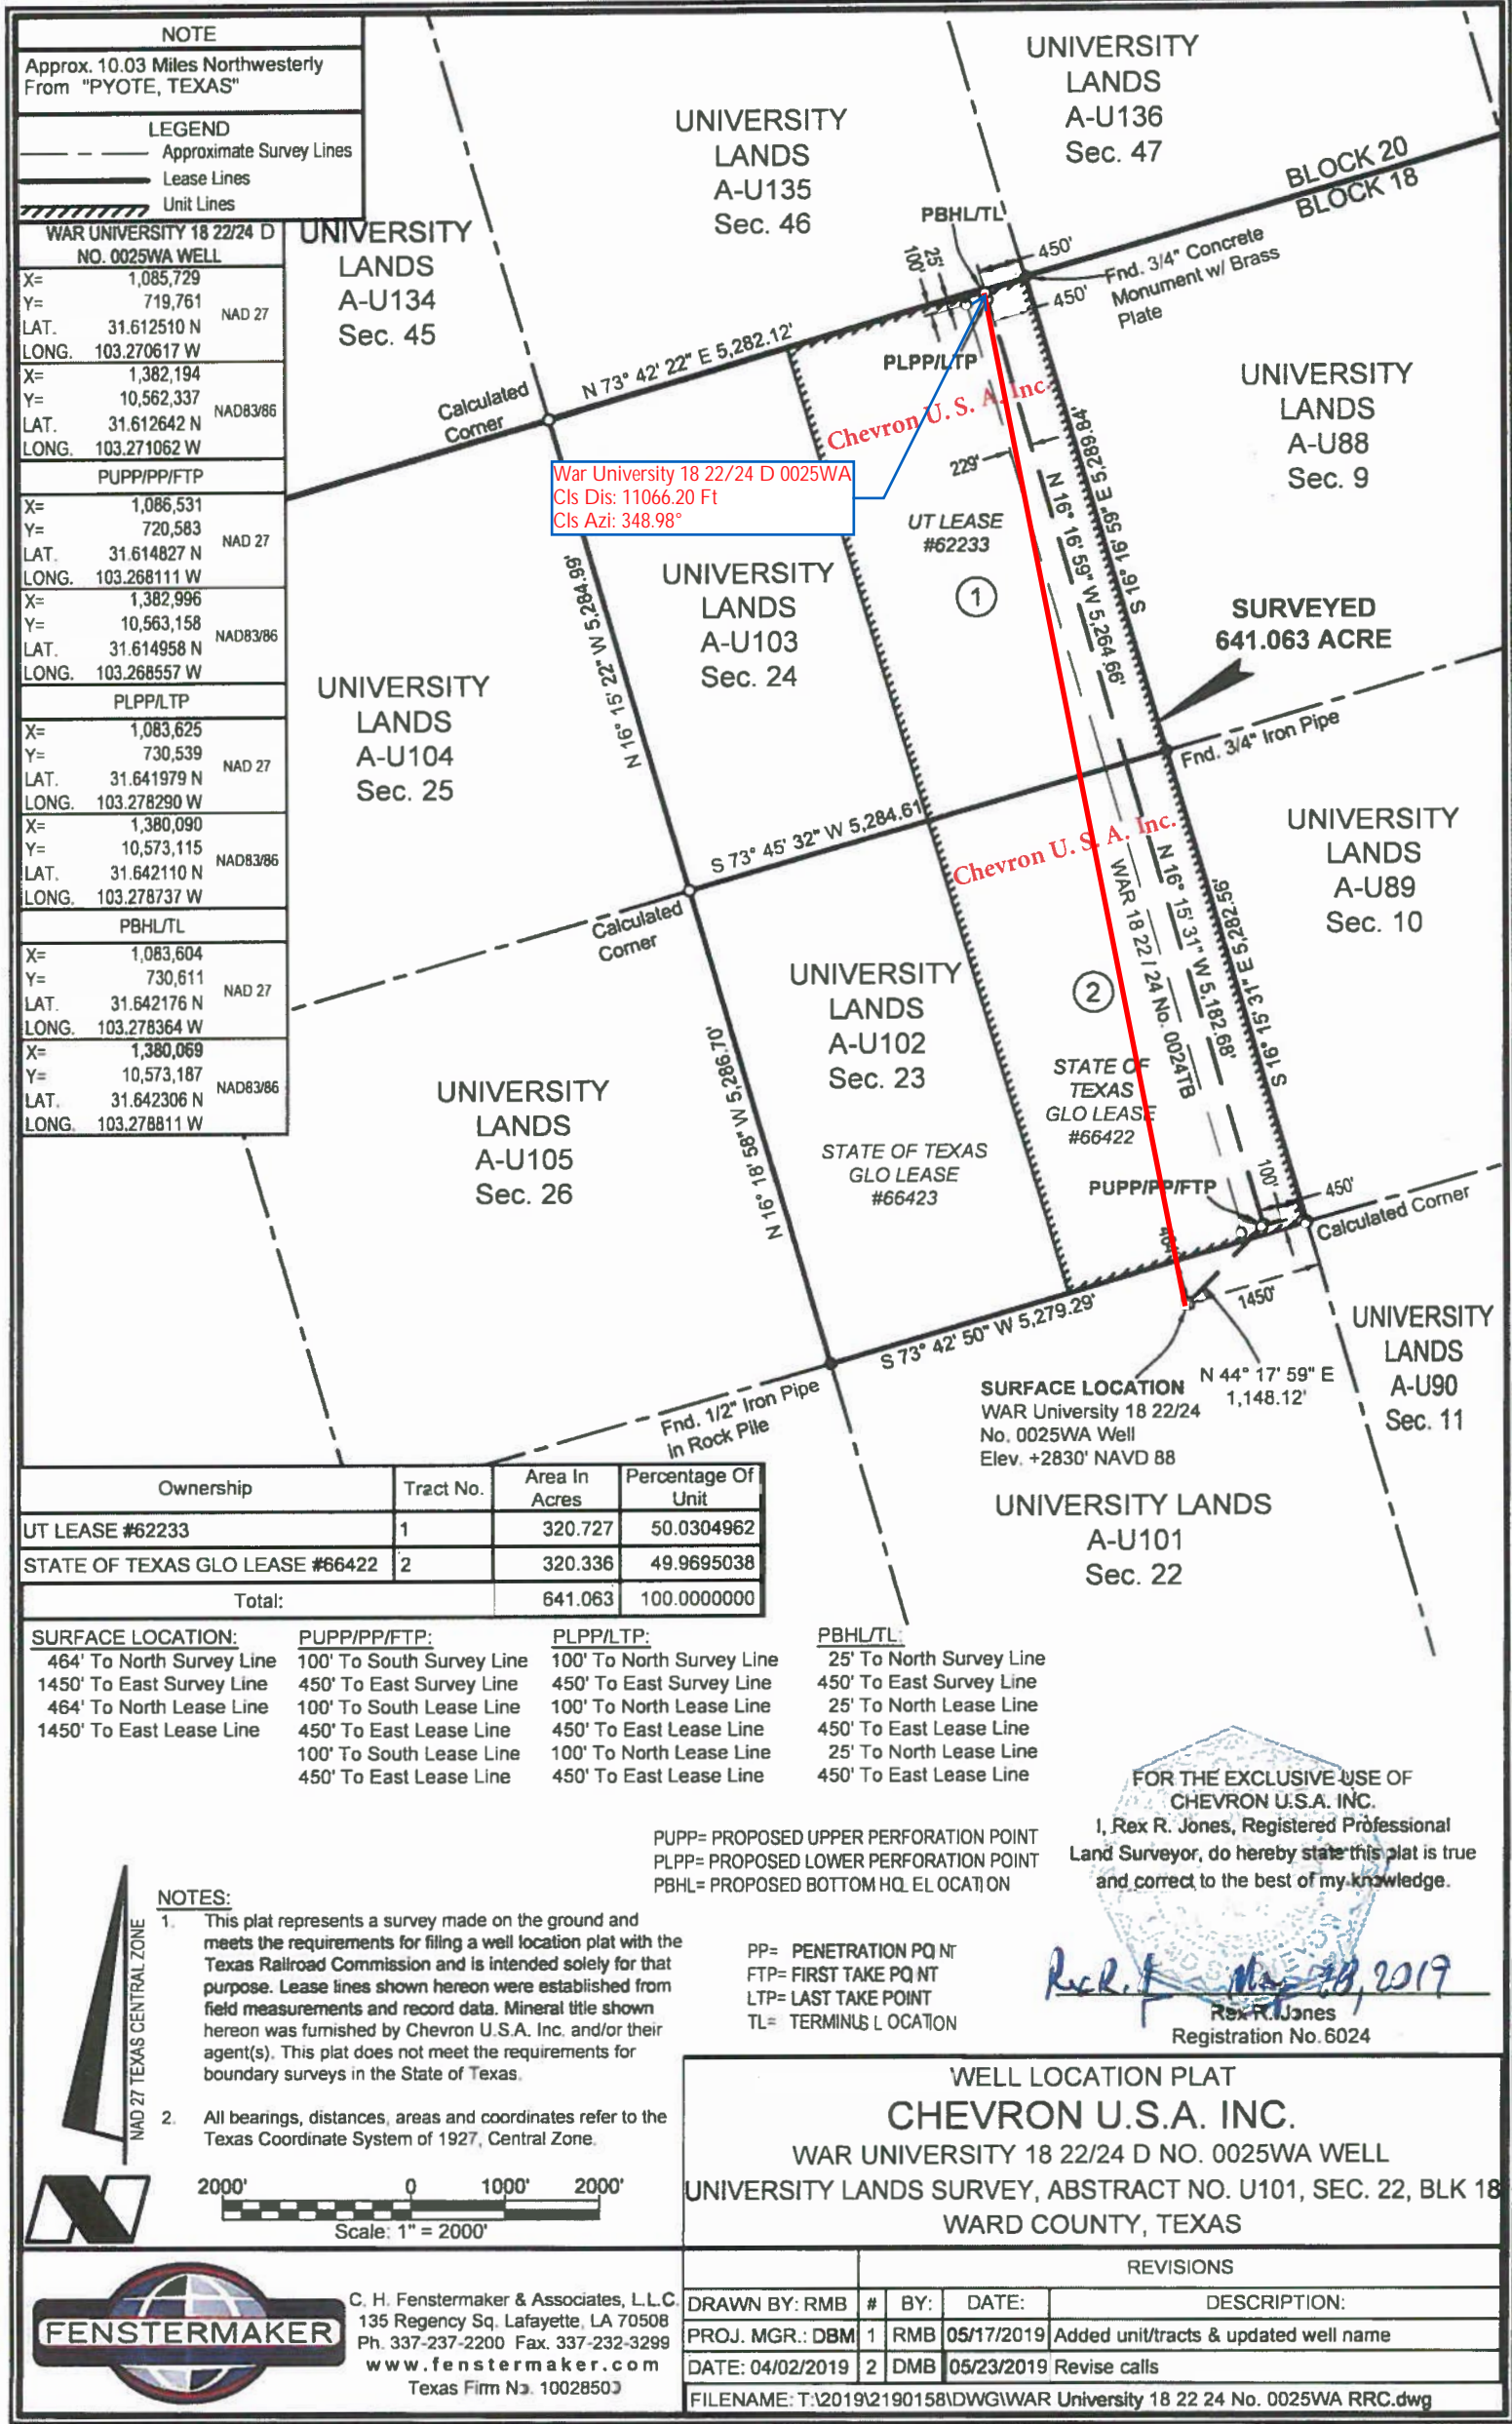 NOTE
Approx. 10.03 Miles Northwesterly
From "PYOTE, TEXAS"
LEGEND
Approximate Survey Lines
Lease Lines
Unit Lines
WAR UNIVERSITY 18 22/24 D
NO. 0025WA WELL
X= 1,085,729
Y= 719,761
LAT. 31.612510 N
LONG. 103.270617 W
NAD 27
X= 1,382,194
Y= 10,562,337
LAT. 31.612642 N
LONG. 103.271062 W
NAD83/86
PUPP/PP/FTP
X= 1,086,531
Y= 720,583
LAT. 31.614827 N
LONG. 103.268111 W
NAD 27
X= 1,382,996
Y= 10,563,158
LAT. 31.614958 N
LONG. 103.268557 W
NAD83/86
PLPP/LTP
X= 1,083,625
Y= 730,539
LAT. 31.641979 N
LONG. 103.278290 W
NAD 27
X= 1,380,090
Y= 10,573,115
LAT. 31.642110 N
LONG. 103.278737 W
NAD83/86
PBHL/TL
X= 1,083,604
Y= 730,611
LAT. 31.642176 N
LONG. 103.278364 W
NAD 27
X= 1,380,069
Y= 10,573,187
LAT. 31.642306 N
LONG. 103.278811 W
NAD83/86
UNIVERSITY
LANDS
A-U134
Sec. 45
UNIVERSITY
LANDS
A-U135
Sec. 46
UNIVERSITY
LANDS
A-U136
Sec. 47
BLOCK 20
BLOCK 18
PBHL/TL
100'
25'
450'
450'
Fnd. 3/4" Concrete
Monument w/ Brass
Plate
N 73° 42' 22" E 5,282.12'
Calculated
Corner
PLPP/LTP
Chevron U. S. A. Inc.
229'
War University 18 22/24 D 0025WA
Cls Dis: 11066.20 Ft
Cls Azi: 348.98°
UT LEASE
#62233
1
UNIVERSITY
LANDS
A-U88
Sec. 9
S 16° 16' 59" E 5,289.84'
N 16° 16' 59" W 5,264.66'
N 16° 15' 22" W 5,284.99'
UNIVERSITY
LANDS
A-U103
Sec. 24
UNIVERSITY
LANDS
A-U104
Sec. 25
SURVEYED
641.063 ACRE
Fnd. 3/4" Iron Pipe
S 73° 45' 32" W 5,284.61'
Chevron U. S. A. Inc.
Calculated
Corner
WAR 18 22 / 24 No. 0024TB
N 16° 15' 31" W 5,182.68'
S 16° 15' 31" E 5,282.56'
UNIVERSITY
LANDS
A-U89
Sec. 10
UNIVERSITY
LANDS
A-U102
Sec. 23
STATE OF TEXAS
GLO LEASE
#66423
2
STATE OF
TEXAS
GLO LEASE
#66422
N 16° 18' 58" W 5,286.70'
UNIVERSITY
LANDS
A-U105
Sec. 26
PUPP/PP/FTP
100'
450'
Calculated Corner
464'
1450'
S 73° 42' 50" W 5,279.29'
Fnd. 1/2" Iron Pipe
in Rock Pile
N 44° 17' 59" E
1,148.12'
SURFACE LOCATION
WAR University 18 22/24
No. 0025WA Well
Elev. +2830' NAVD 88
UNIVERSITY
LANDS
A-U90
Sec. 11
UNIVERSITY LANDS
A-U101
Sec. 22
Ownership Tract No. Area In Acres Percentage Of Unit
UT LEASE #62233 1 320.727 50.0304962
STATE OF TEXAS GLO LEASE #66422 2 320.336 49.9695038
Total: 641.063 100.0000000
SURFACE LOCATION:
464' To North Survey Line
1450' To East Survey Line
464' To North Lease Line
1450' To East Lease Line
PUPP/PP/FTP:
100' To South Survey Line
450' To East Survey Line
100' To South Lease Line
450' To East Lease Line
100' To South Lease Line
450' To East Lease Line
PLPP/LTP:
100' To North Survey Line
450' To East Survey Line
100' To North Lease Line
450' To East Lease Line
100' To North Lease Line
450' To East Lease Line
PBHL/TL:
25' To North Survey Line
450' To East Survey Line
25' To North Lease Line
450' To East Lease Line
25' To North Lease Line
450' To East Lease Line
PUPP= PROPOSED UPPER PERFORATION POINT
PLPP= PROPOSED LOWER PERFORATION POINT
PBHL= PROPOSED BOTTOM HOLE LOCATION
PP= PENETRATION POINT
FTP= FIRST TAKE POINT
LTP= LAST TAKE POINT
TL= TERMINUS LOCATION
FOR THE EXCLUSIVE USE OF
CHEVRON U.S.A. INC.
I, Rex R. Jones, Registered Professional
Land Surveyor, do hereby state this plat is true
and correct to the best of my knowledge.
Rex R. Jones
Registration No. 6024
NAD 27 TEXAS CENTRAL ZONE
NOTES:
1. This plat represents a survey made on the ground and
meets the requirements for filing a well location plat with the
Texas Railroad Commission and is intended solely for that
purpose. Lease lines shown hereon were established from
field measurements and record data. Mineral title shown
hereon was furnished by Chevron U.S.A. Inc. and/or their
agent(s). This plat does not meet the requirements for
boundary surveys in the State of Texas.
2. All bearings, distances, areas and coordinates refer to the
Texas Coordinate System of 1927, Central Zone.
2000' 0 1000' 2000'
Scale: 1" = 2000'
WELL LOCATION PLAT
CHEVRON U.S.A. INC.
WAR UNIVERSITY 18 22/24 D NO. 0025WA WELL
UNIVERSITY LANDS SURVEY, ABSTRACT NO. U101, SEC. 22, BLK 18
WARD COUNTY, TEXAS
FENSTERMAKER
C. H. Fenstermaker & Associates, L.L.C.
135 Regency Sq. Lafayette, LA 70508
Ph. 337-237-2200 Fax. 337-232-3299
www.fenstermaker.com
Texas Firm No. 10028503
REVISIONS
DRAWN BY: RMB # BY: DATE: DESCRIPTION:
PROJ. MGR.: DBM 1 RMB 05/17/2019 Added unit/tracts & updated well name
DATE: 04/02/2019 2 DMB 05/23/2019 Revise calls
FILENAME: T:\2019\2190158\DWG\WAR University 18 22 24 No. 0025WA RRC.dwg